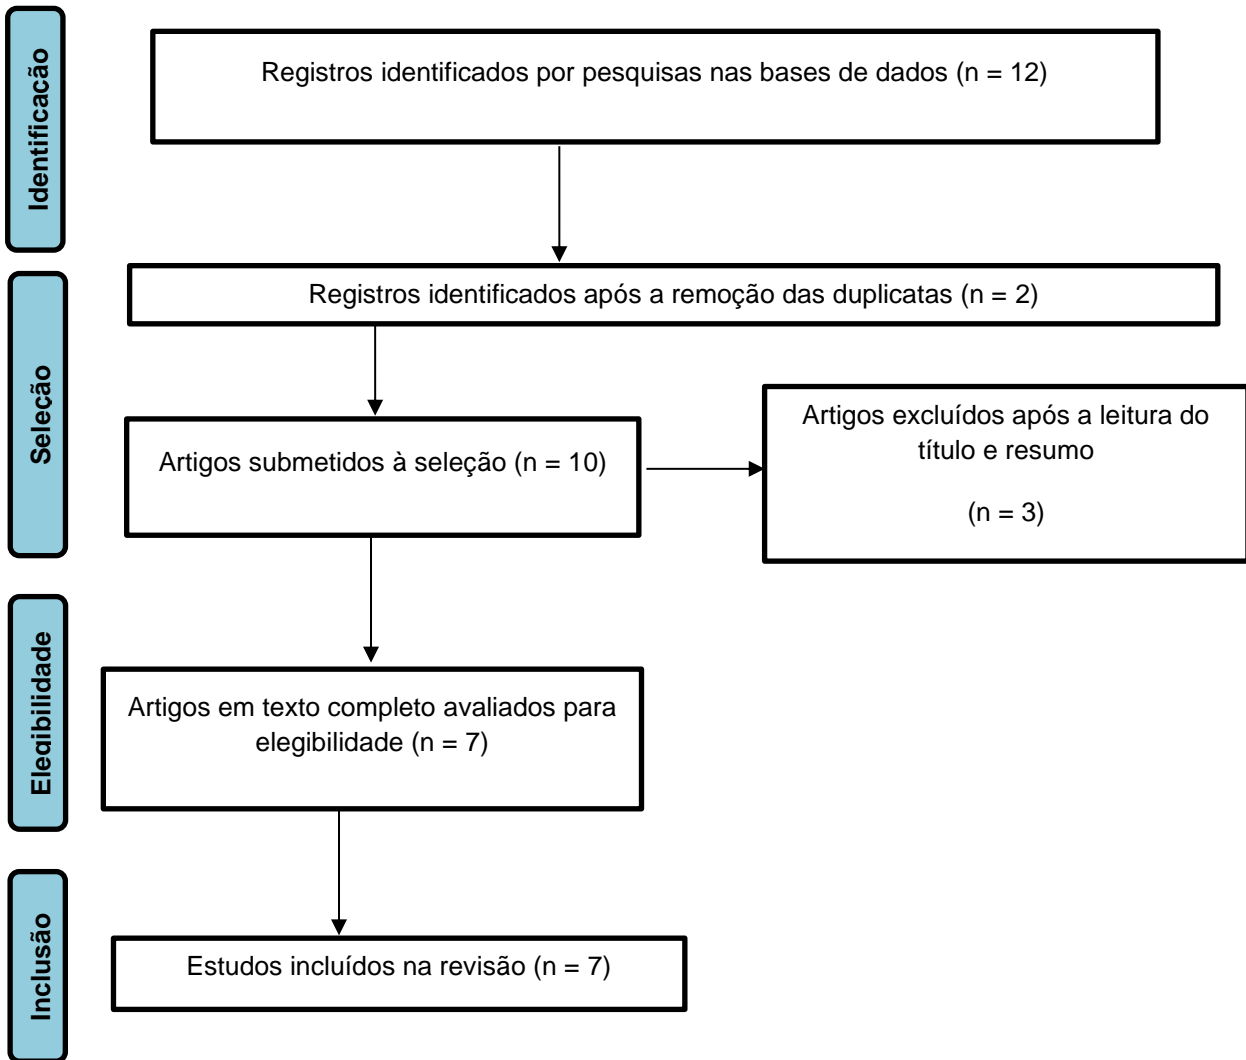 Identificação
Registros identificados por pesquisas nas bases de dados (n = 12)
Seleção
Registros identificados após a remoção das duplicatas (n = 2)
Artigos submetidos à seleção (n = 10)
Artigos excluídos após a leitura do
título e resumo
(n = 3)
Elegibilidade
Artigos em texto completo avaliados para
elegibilidade (n = 7)
Inclusão
Estudos incluídos na revisão (n = 7)